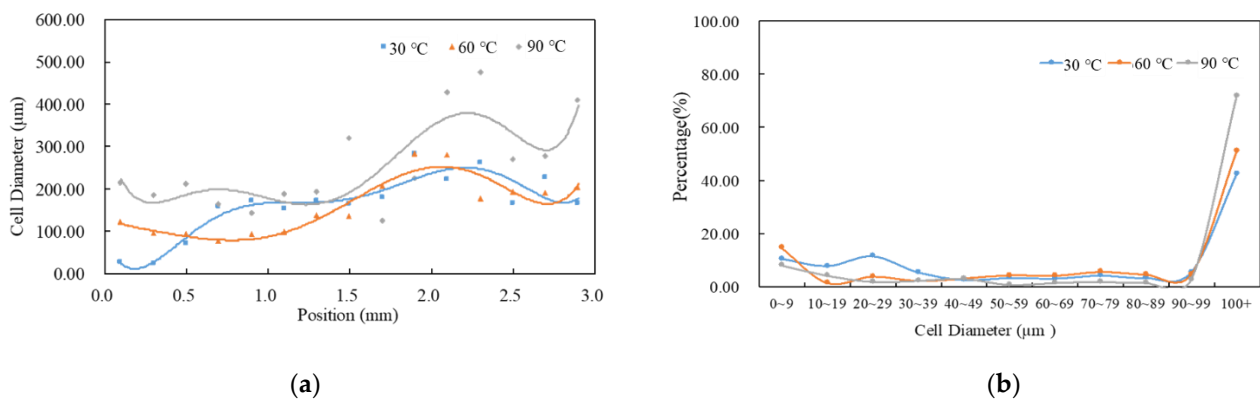 600.00
500.00
400.00
300.00
200.00
100.00
0.00
Cell Diameter (μm)
30 ℃ 60 ℃ 90 ℃
0.0 0.5 1.0 1.5 2.0 2.5 3.0
Position (mm)
(a)
100.00
80.00
60.00
40.00
20.00
0.00
Percentage(%)
30 ℃ 60 ℃ 90 ℃
0~9 10~19 20~29 30~39 40~49 50~59 60~69 70~79 80~89 90~99 100+
Cell Diameter (μm )
(b)